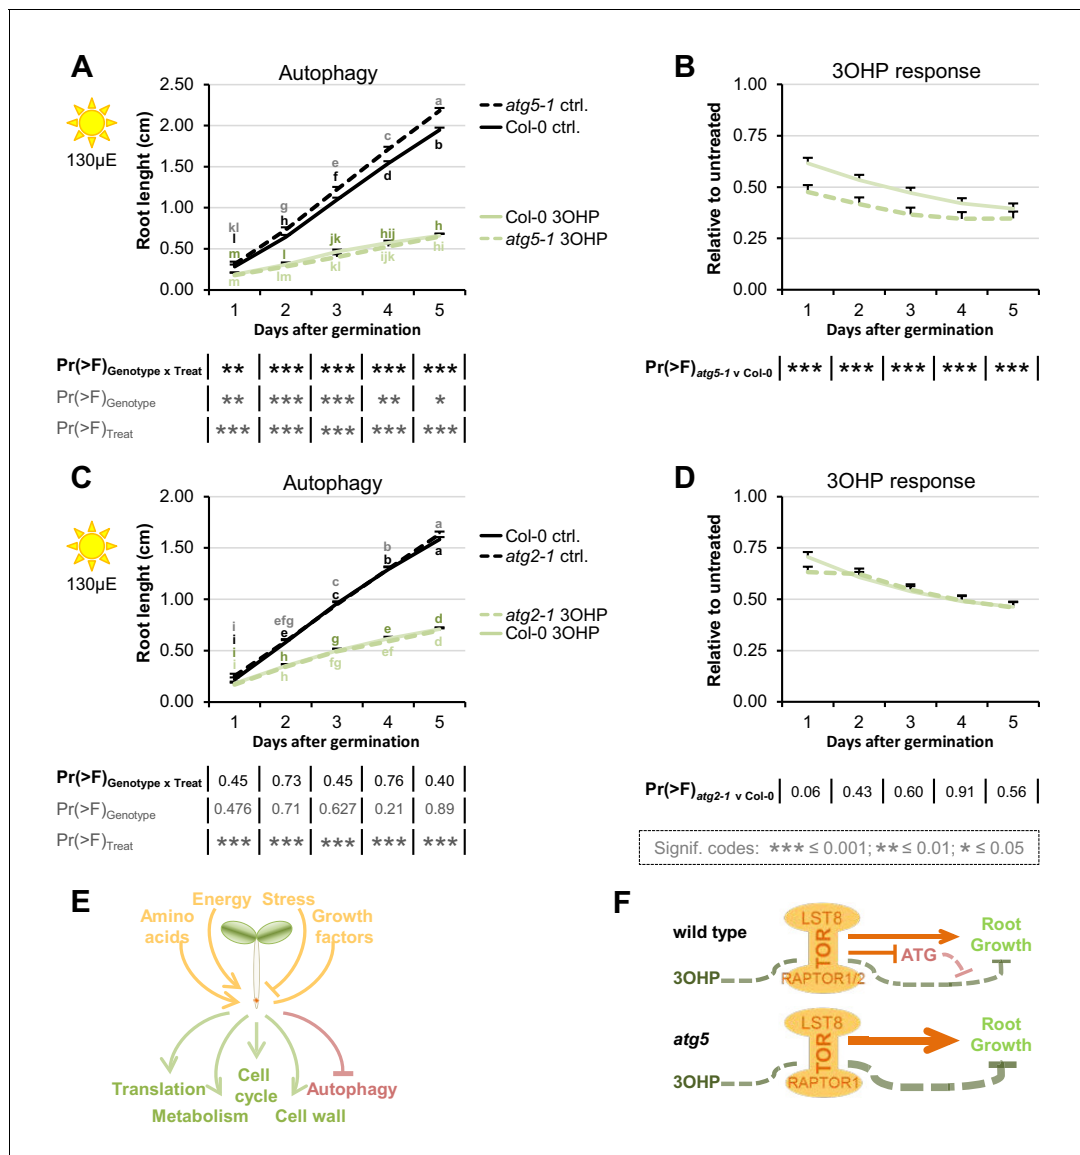 A
Autophagy
130µE
Root lenght (cm)
2.50
2.00
1.50
1.00
0.50
0.00
a
b
c
d
e
f
g
h
kl
l
m
l
jk
hij
h
m
lm
kl
ijk
hi
1 2 3 4 5
Days after germination
atg5-1 ctrl.
Col-0 ctrl.
Col-0 3OHP
atg5-1 3OHP
Pr(>F)Genotype x Treat ** *** *** *** ***
Pr(>F)Genotype ** *** *** ** *
Pr(>F)Treat *** *** *** *** ***
B
3OHP response
Relative to untreated
1.00
0.75
0.50
0.25
0.00
1 2 3 4 5
Days after germination
Pr(>F)atg5-1 v Col-0 *** *** *** *** ***
C
Autophagy
130µE
Root lenght (cm)
2.00
1.50
1.00
0.50
0.00
a
a
b
b
c
c
efg
e
i
i
i
i
h
g
e
d
h
fg
ef
d
1 2 3 4 5
Days after germination
Col-0 ctrl.
atg2-1 ctrl.
atg2-1 3OHP
Col-0 3OHP
Pr(>F)Genotype x Treat 0.45 0.73 0.45 0.76 0.40
Pr(>F)Genotype 0.476 0.71 0.627 0.21 0.89
Pr(>F)Treat *** *** *** *** ***
D
3OHP response
Relative to untreated
1.00
0.75
0.50
0.25
0.00
1 2 3 4 5
Days after germination
Pr(>F)atg2-1 v Col-0 0.06 0.43 0.60 0.91 0.56
Signif. codes: *** ≤ 0.001; ** ≤ 0.01; * ≤ 0.05
E
Energy Stress
Amino acids
Growth factors
Translation
Metabolism
Cell cycle
Cell wall
Autophagy
F
wild type
LST8
TOR
RAPTOR1/2
3OHP
ATG
Root Growth
atg5
LST8
TOR
RAPTOR1
3OHP
Root Growth